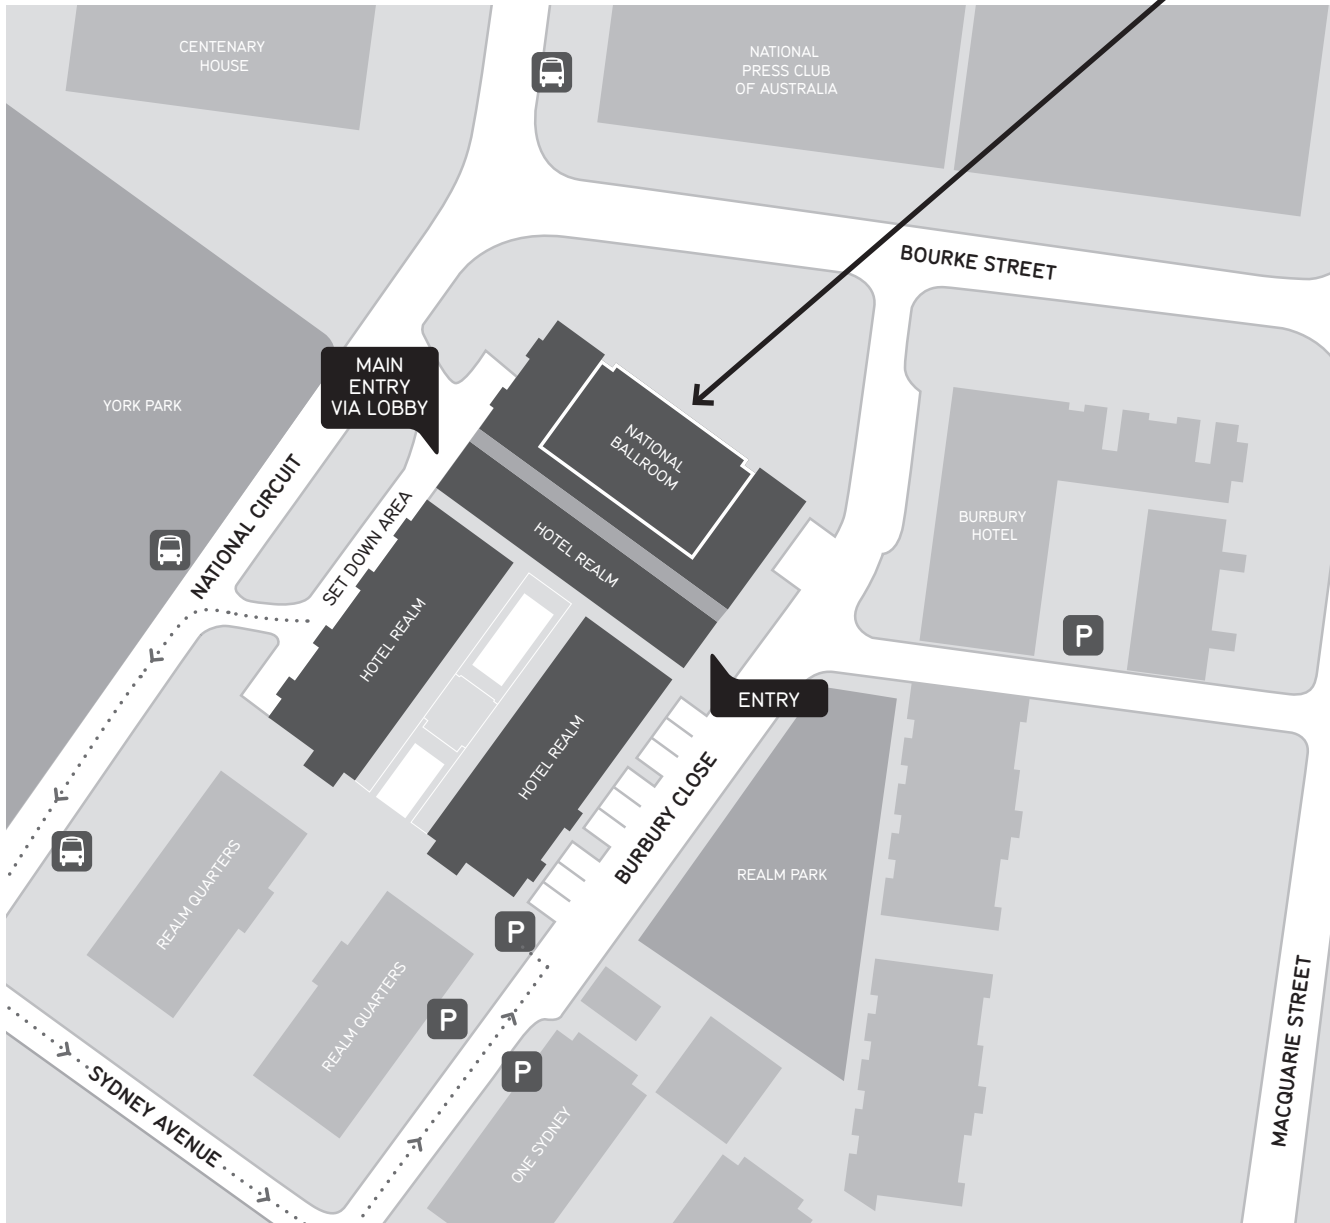 CENTENARY
HOUSE
NATIONAL
PRESS CLUB
OF AUSTRALIA
BOURKE STREET
MAIN
ENTRY
VIA LOBBY
YORK PARK
NATIONAL
BALLROOM
NATIONAL CIRCUIT
SET DOWN AREA
HOTEL REALM
BURBURY
HOTEL
HOTEL REALM
P
ENTRY
HOTEL REALM
BURBURY CLOSE
REALM PARK
REALM QUARTERS
P
REALM QUARTERS
P
P
SYDNEY AVENUE
ONE SYDNEY
MACQUARIE STREET